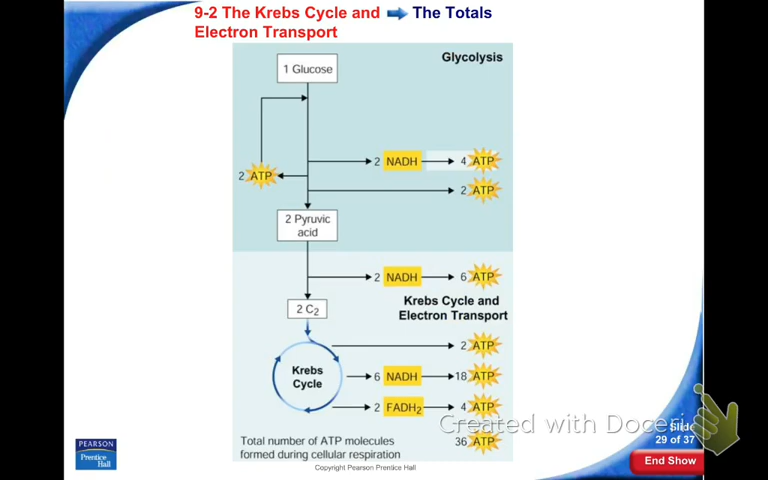 9-2 The Krebs Cycle and
Electron Transport
The Totals
Glycolysis
1 Glucose
2 NADH
4 ATP
2 ATP
2 ATP
2 Pyruvic
acid
2 NADH
6 ATP
2 C2
Krebs Cycle and
Electron Transport
2 ATP
Krebs
Cycle
6 NADH
18 ATP
2 FADH2
4 ATP
Created with Doceri
Slide
29 of 37
PEARSON
Prentice
Hall
Total number of ATP molecules
formed during cellular respiration
36 ATP
End Show
Copyright Pearson Prentice Hall